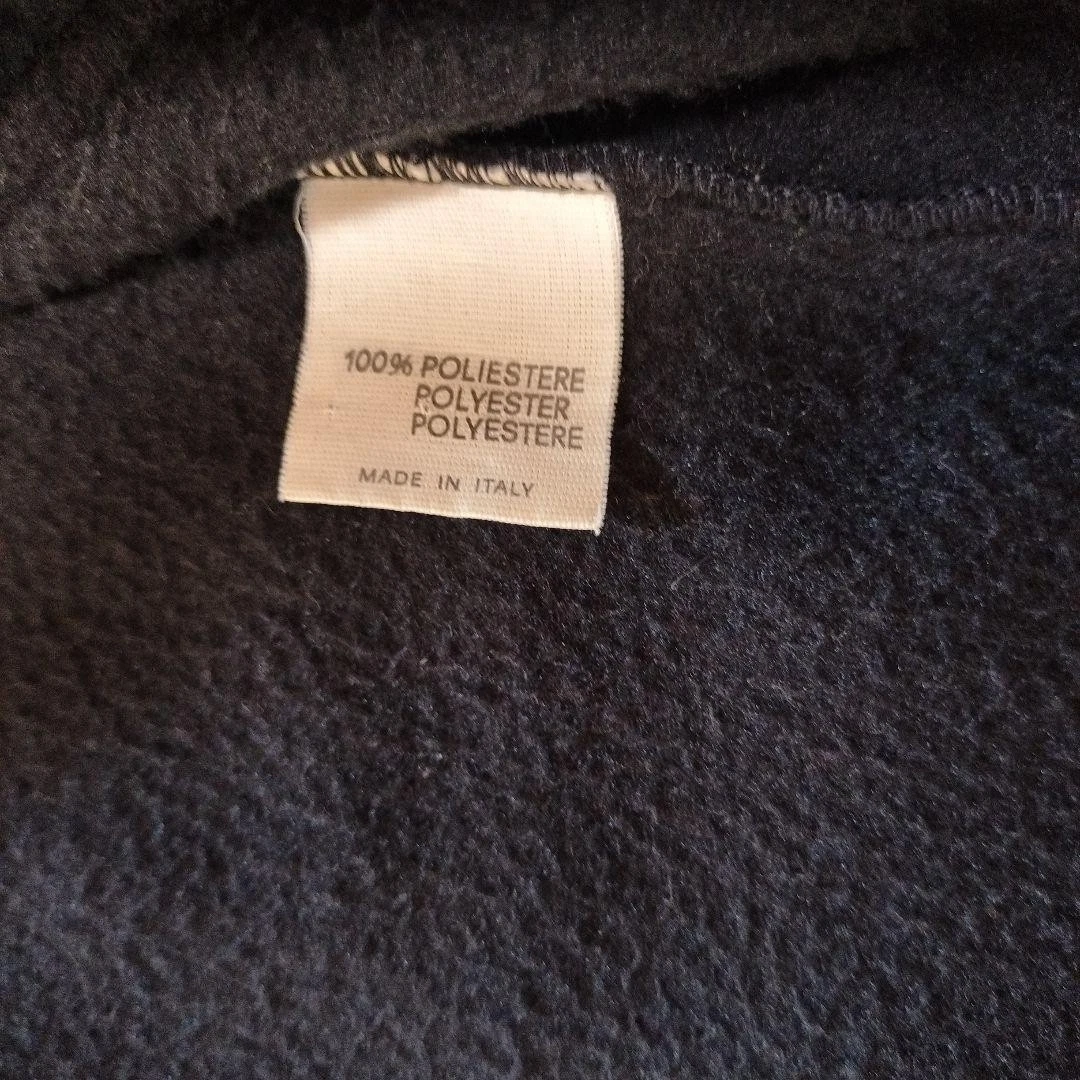 100% POLIESTERE
POLYESTER
POLYESTERE
MADE IN ITALY